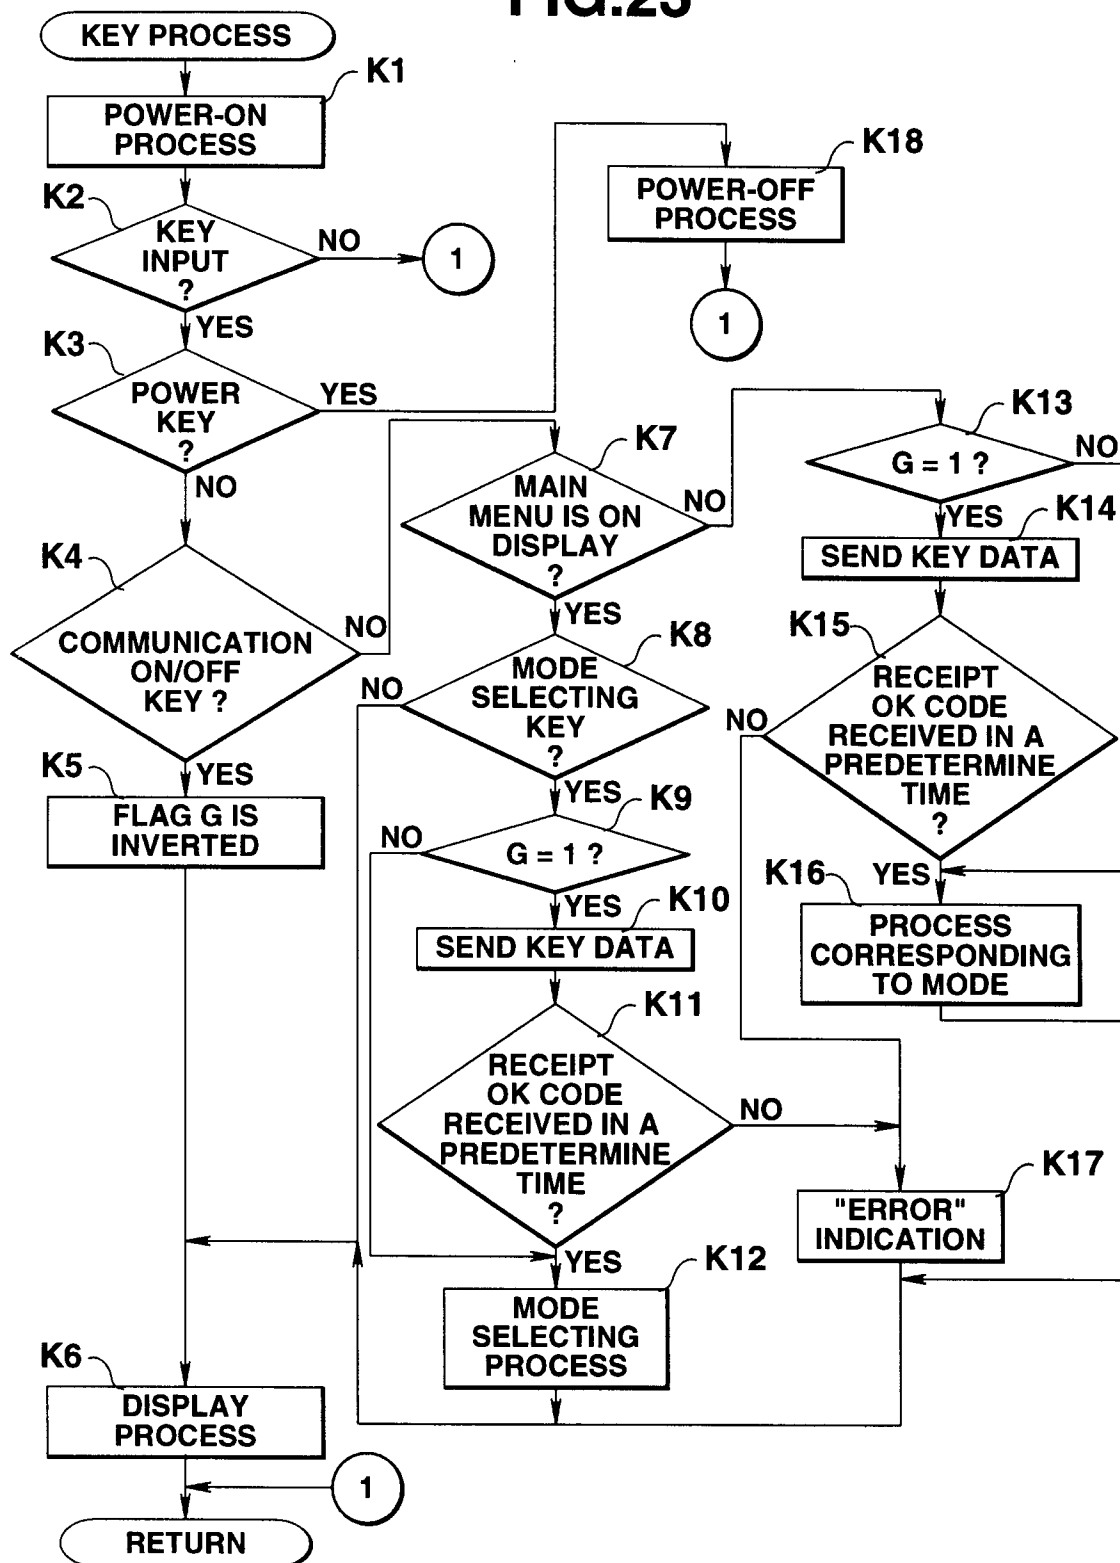 FIG.23
KEY PROCESS
K1
POWER-ON
PROCESS
K2
KEY
INPUT
?
NO
1
YES
K3
POWER
KEY
?
YES
NO
K18
POWER-OFF
PROCESS
1
K4
COMMUNICATION
ON/OFF
KEY ?
NO
YES
K5
FLAG G IS
INVERTED
K6
DISPLAY
PROCESS
1
RETURN
K7
MAIN
MENU IS ON
DISPLAY
?
NO
YES
K8
MODE
SELECTING
KEY
?
NO
YES
K9
G = 1 ?
NO
YES
K10
SEND KEY DATA
K11
RECEIPT
OK CODE
RECEIVED IN A
PREDETERMINE
TIME
?
NO
YES
K12
MODE
SELECTING
PROCESS
K13
G = 1 ?
NO
YES
K14
SEND KEY DATA
K15
RECEIPT
OK CODE
RECEIVED IN A
PREDETERMINE
TIME
?
NO
YES
K16
PROCESS
CORRESPONDING
TO MODE
K17
"ERROR"
INDICATION